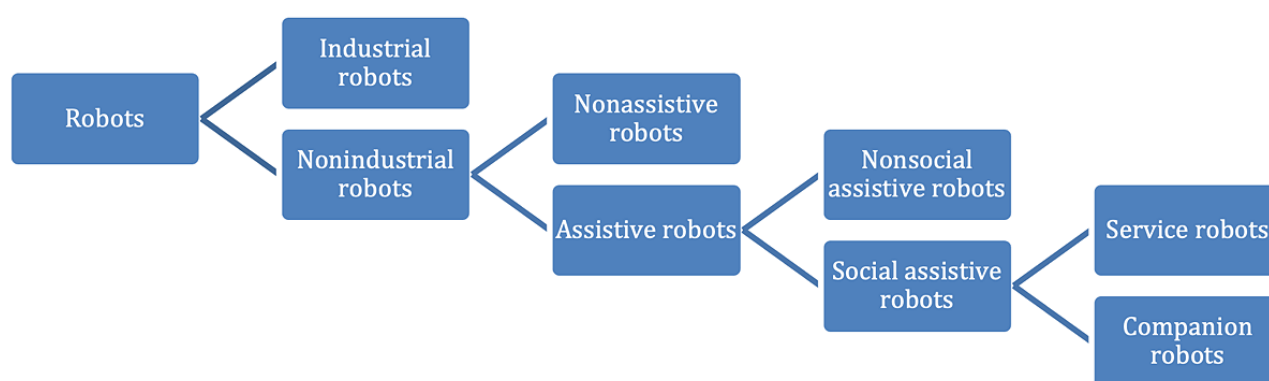 Robots
Industrial
robots
Nonindustrial
robots
Nonassistive
robots
Assistive robots
Nonsocial
assistive robots
Social assistive
robots
Service robots
Companion
robots